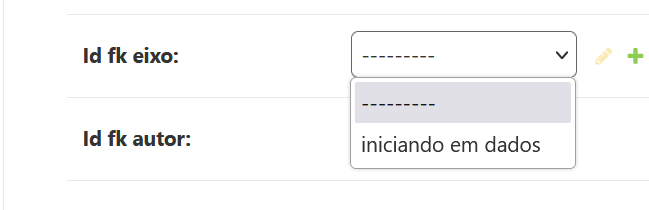 Id fk eixo:
---------
---------
iniciando em dados
Id fk autor: